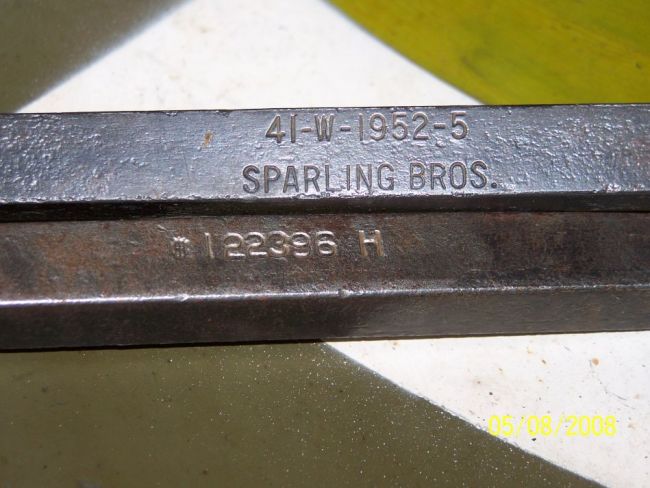 41-W-1952-5
SPARLING BROS.
122396 H
05/08/2008